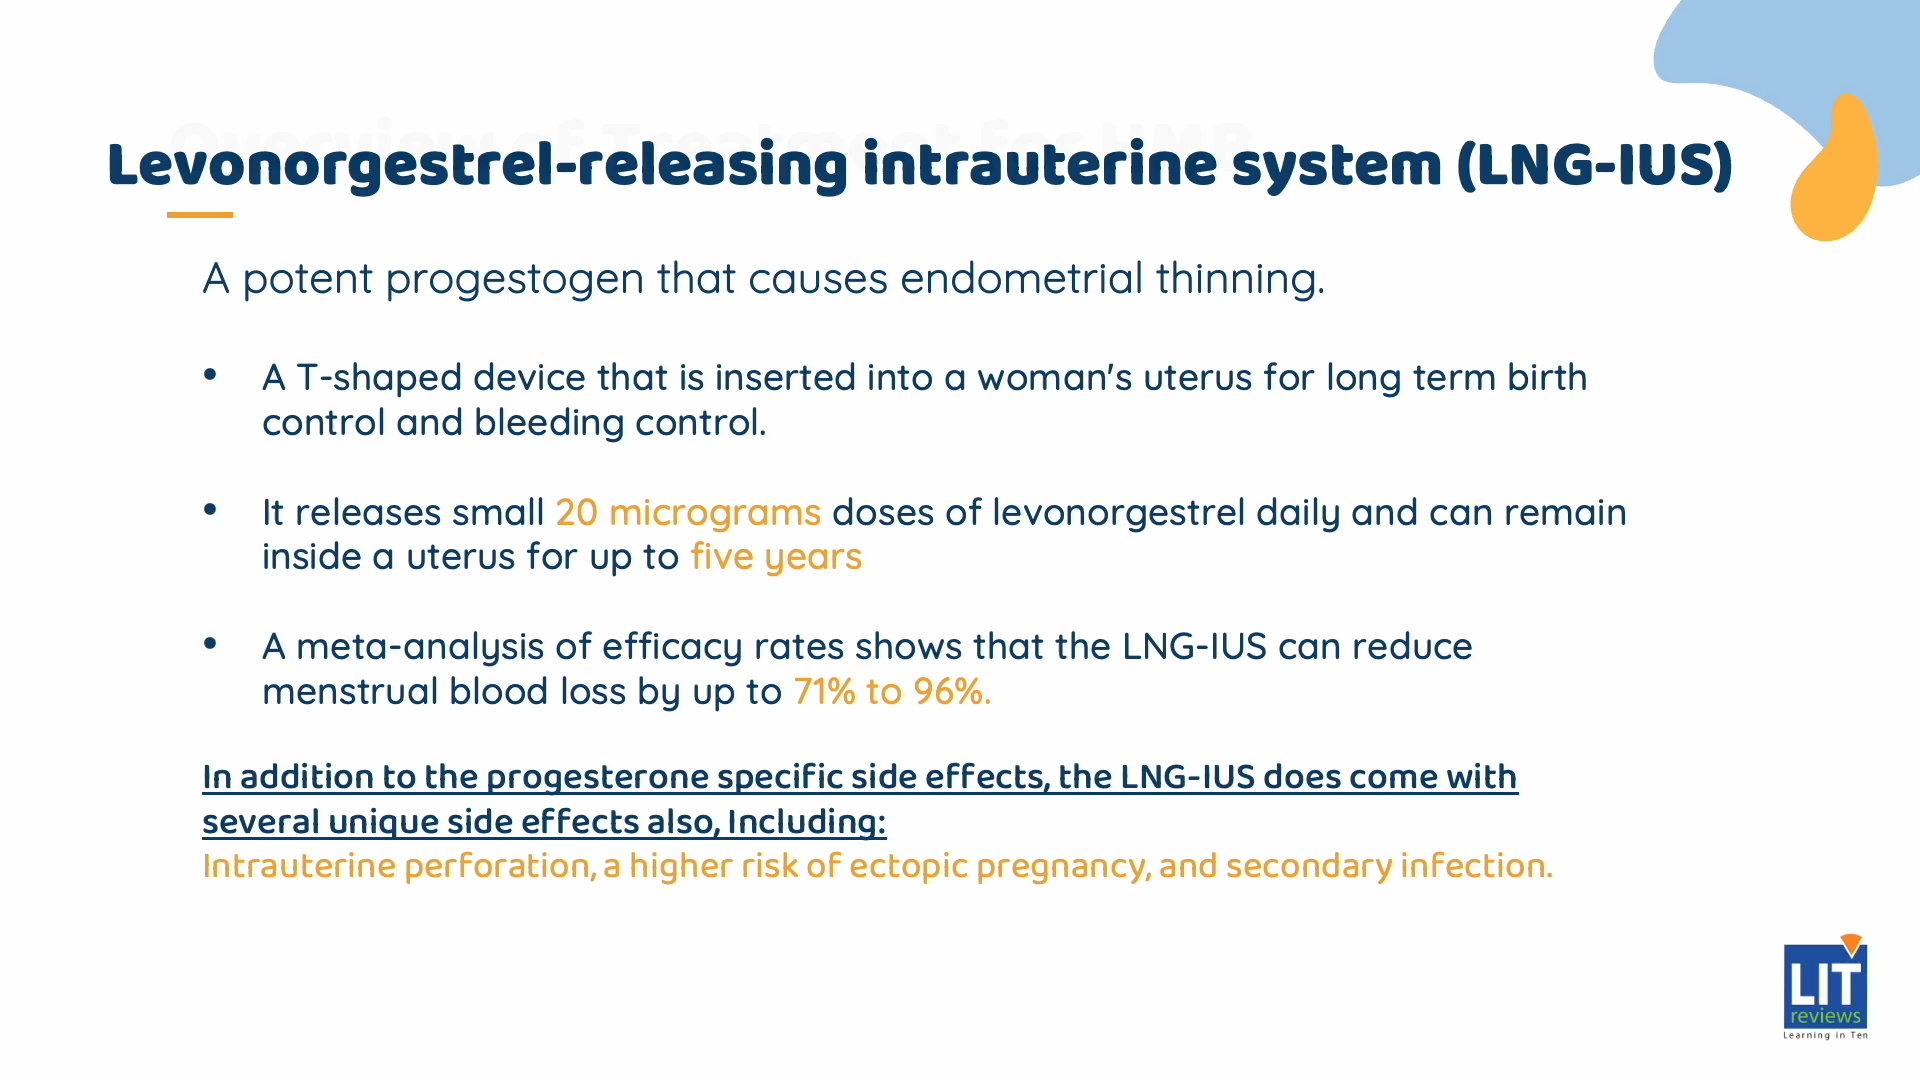 Overview of Treatment for HMB
Levonorgestrel-releasing intrauterine system (LNG-IUS)
A potent progestogen that causes endometrial thinning.
• A T-shaped device that is inserted into a woman's uterus for long term birth
control and bleeding control.
• It releases small 20 micrograms doses of levonorgestrel daily and can remain
inside a uterus for up to five years
• A meta-analysis of efficacy rates shows that the LNG-IUS can reduce
menstrual blood loss by up to 71% to 96%.
In addition to the progesterone specific side effects, the LNG-IUS does come with
several unique side effects also, Including:
Intrauterine perforation, a higher risk of ectopic pregnancy, and secondary infection.
LIT
reviews
Learning in Ten